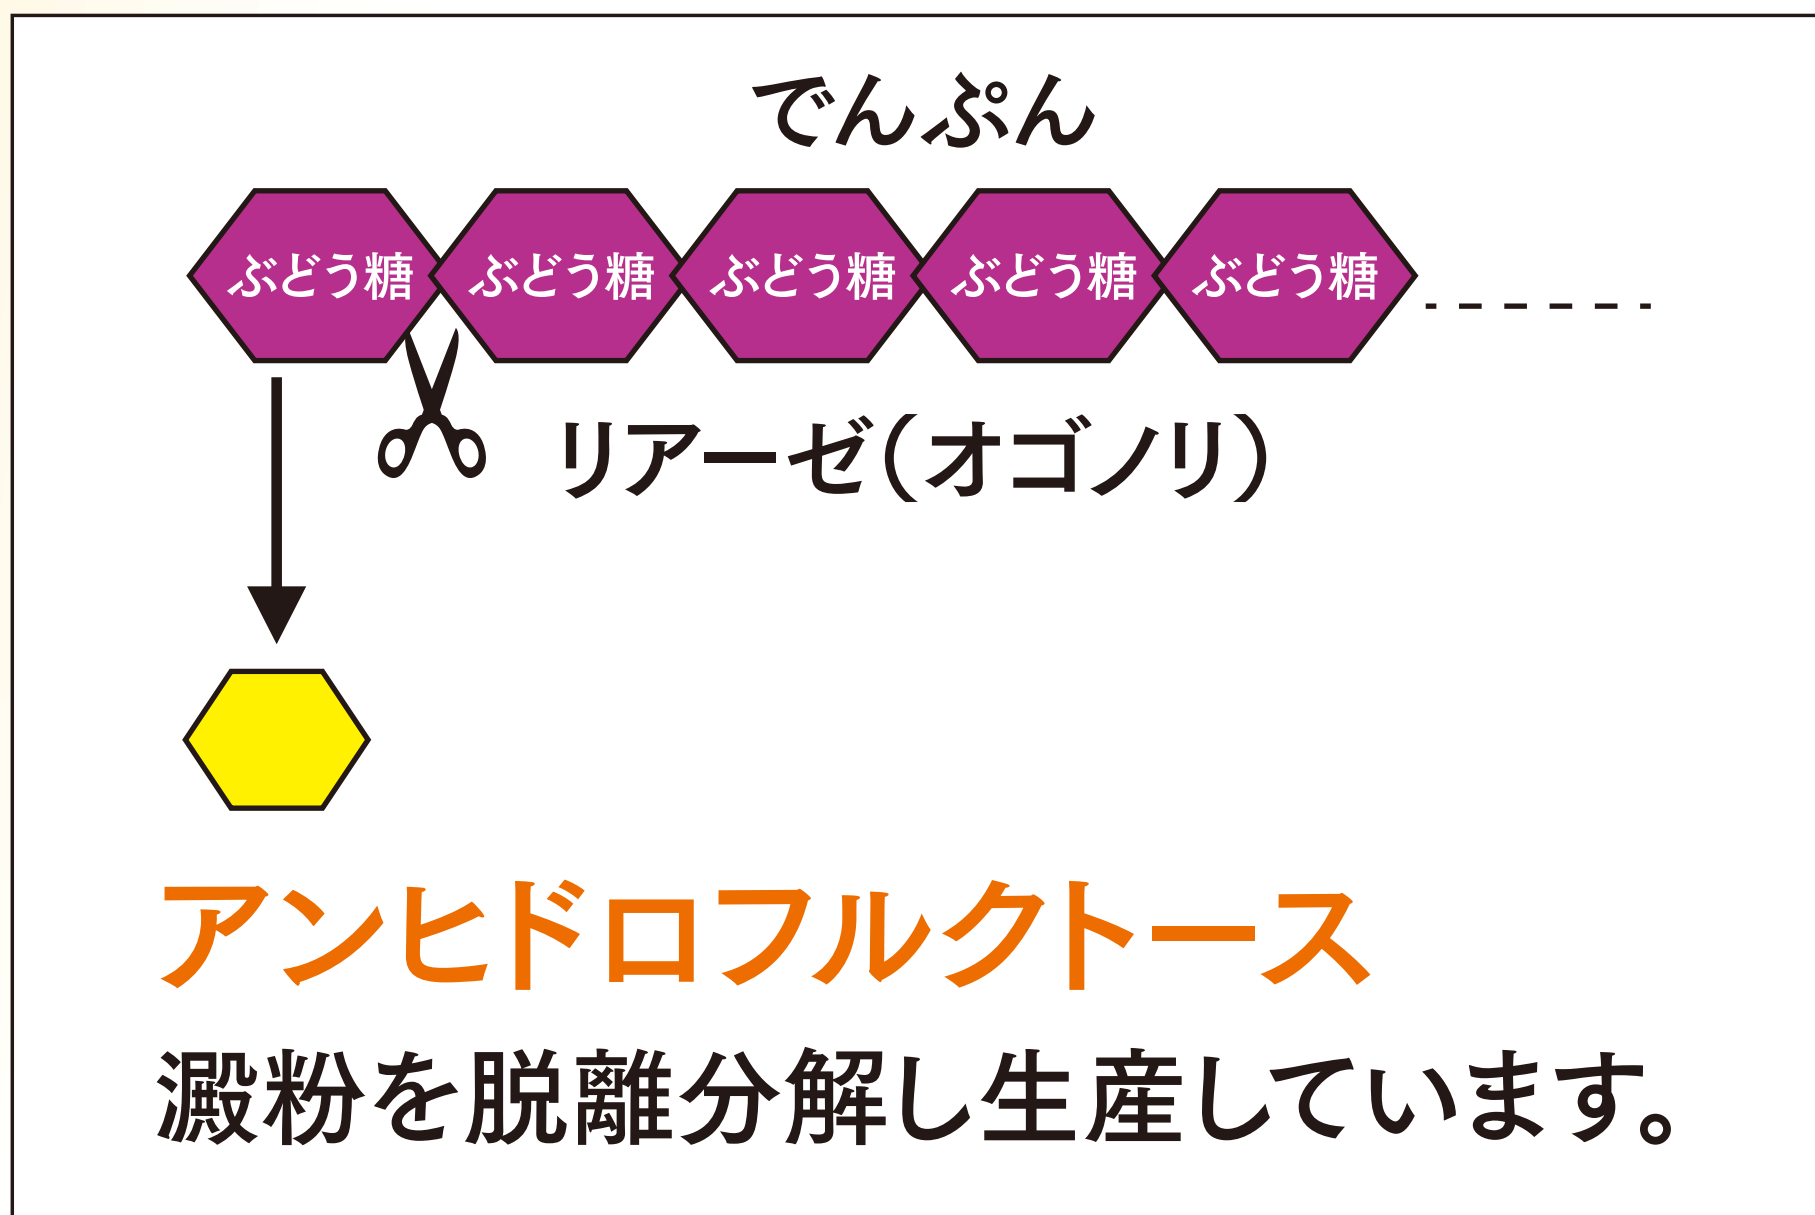 でんぷん
ぶどう糖 ぶどう糖 ぶどう糖 ぶどう糖 ぶどう糖
リアーゼ（オゴノリ）
アンヒドロフルクトース
澱粉を脱離分解し生産しています。